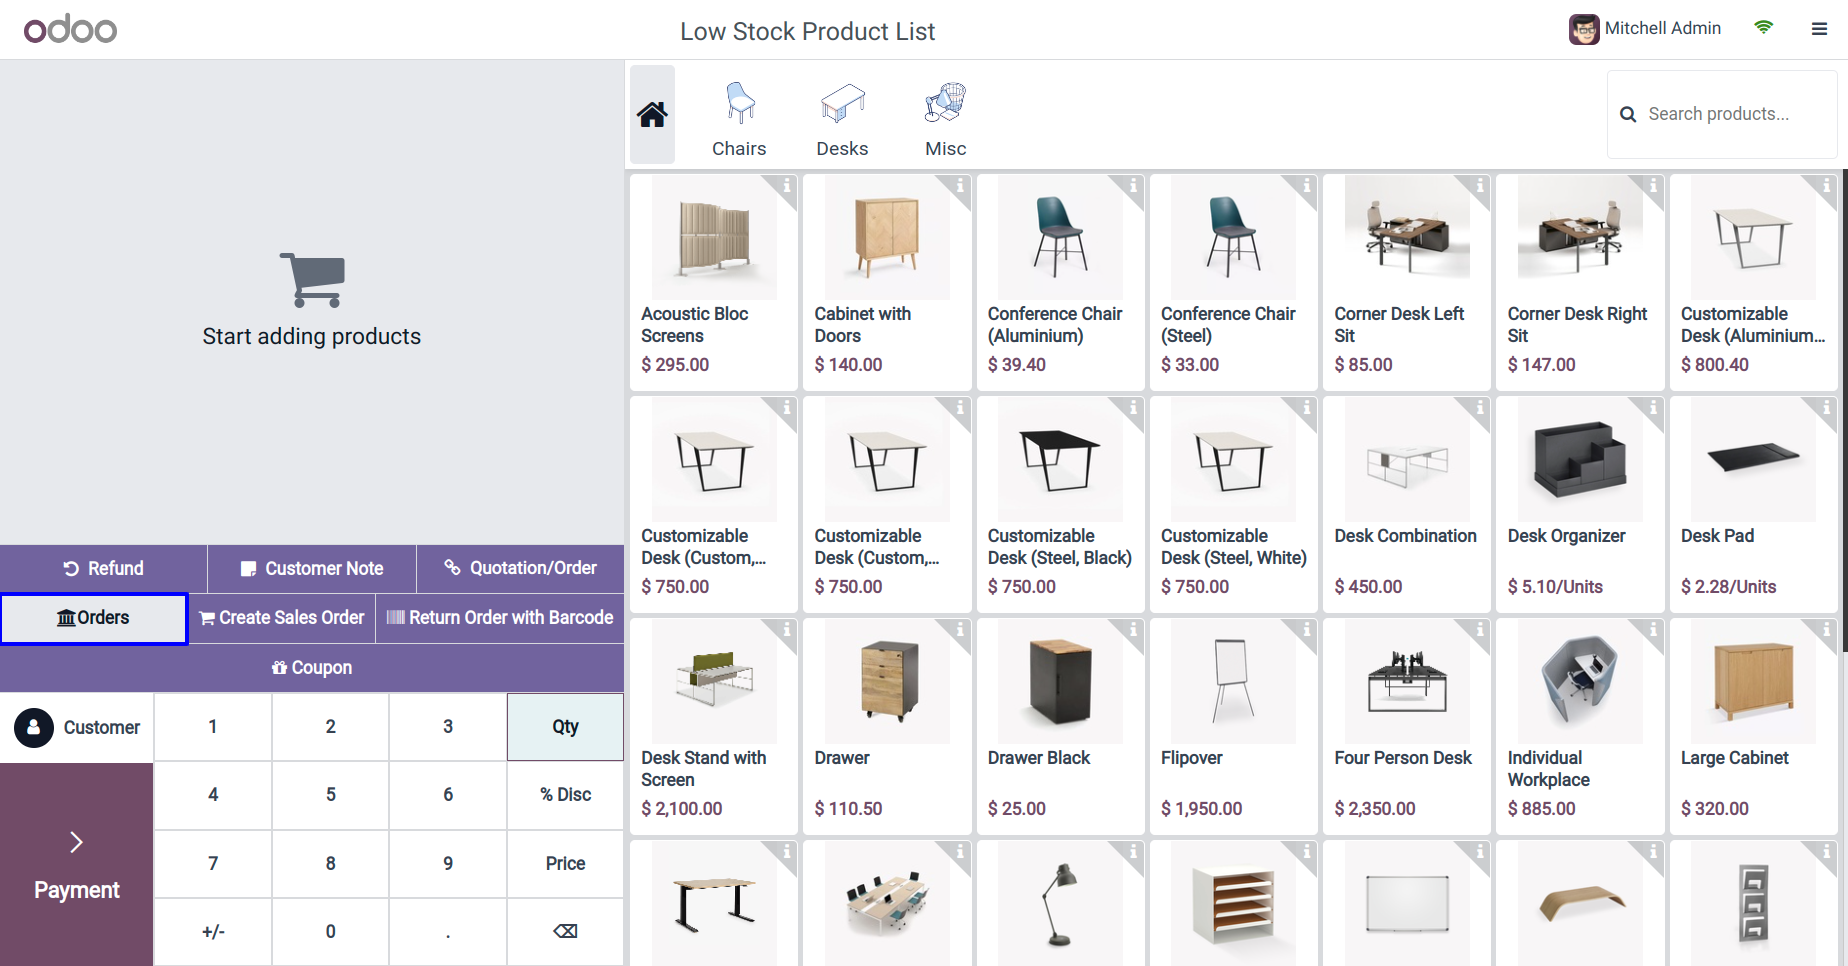 odoo
Low Stock Product List
Mitchell Admin
Start adding products
Refund
Customer Note
Quotation/Order
Orders
Create Sales Order
Return Order with Barcode
Coupon
Customer
1
2
3
Qty
4
5
6
% Disc
7
8
9
Price
+/-
0
.
Payment
Chairs
Desks
Misc
Search products...
Acoustic Bloc
Screens
$ 295.00
Cabinet with
Doors
$ 140.00
Conference Chair
(Aluminium)
$ 39.40
Conference Chair
(Steel)
$ 33.00
Corner Desk Left
Sit
$ 85.00
Corner Desk Right
Sit
$ 147.00
Customizable
Desk (Aluminium...
$ 800.40
Customizable
Desk (Custom,...
$ 750.00
Customizable
Desk (Custom,...
$ 750.00
Customizable
Desk (Steel, Black)
$ 750.00
Customizable
Desk (Steel, White)
$ 750.00
Desk Combination
$ 450.00
Desk Organizer
$ 5.10/Units
Desk Pad
$ 2.28/Units
Desk Stand with
Screen
$ 2,100.00
Drawer
$ 110.50
Drawer Black
$ 25.00
Flipover
$ 1,950.00
Four Person Desk
$ 2,350.00
Individual
Workplace
$ 885.00
Large Cabinet
$ 320.00